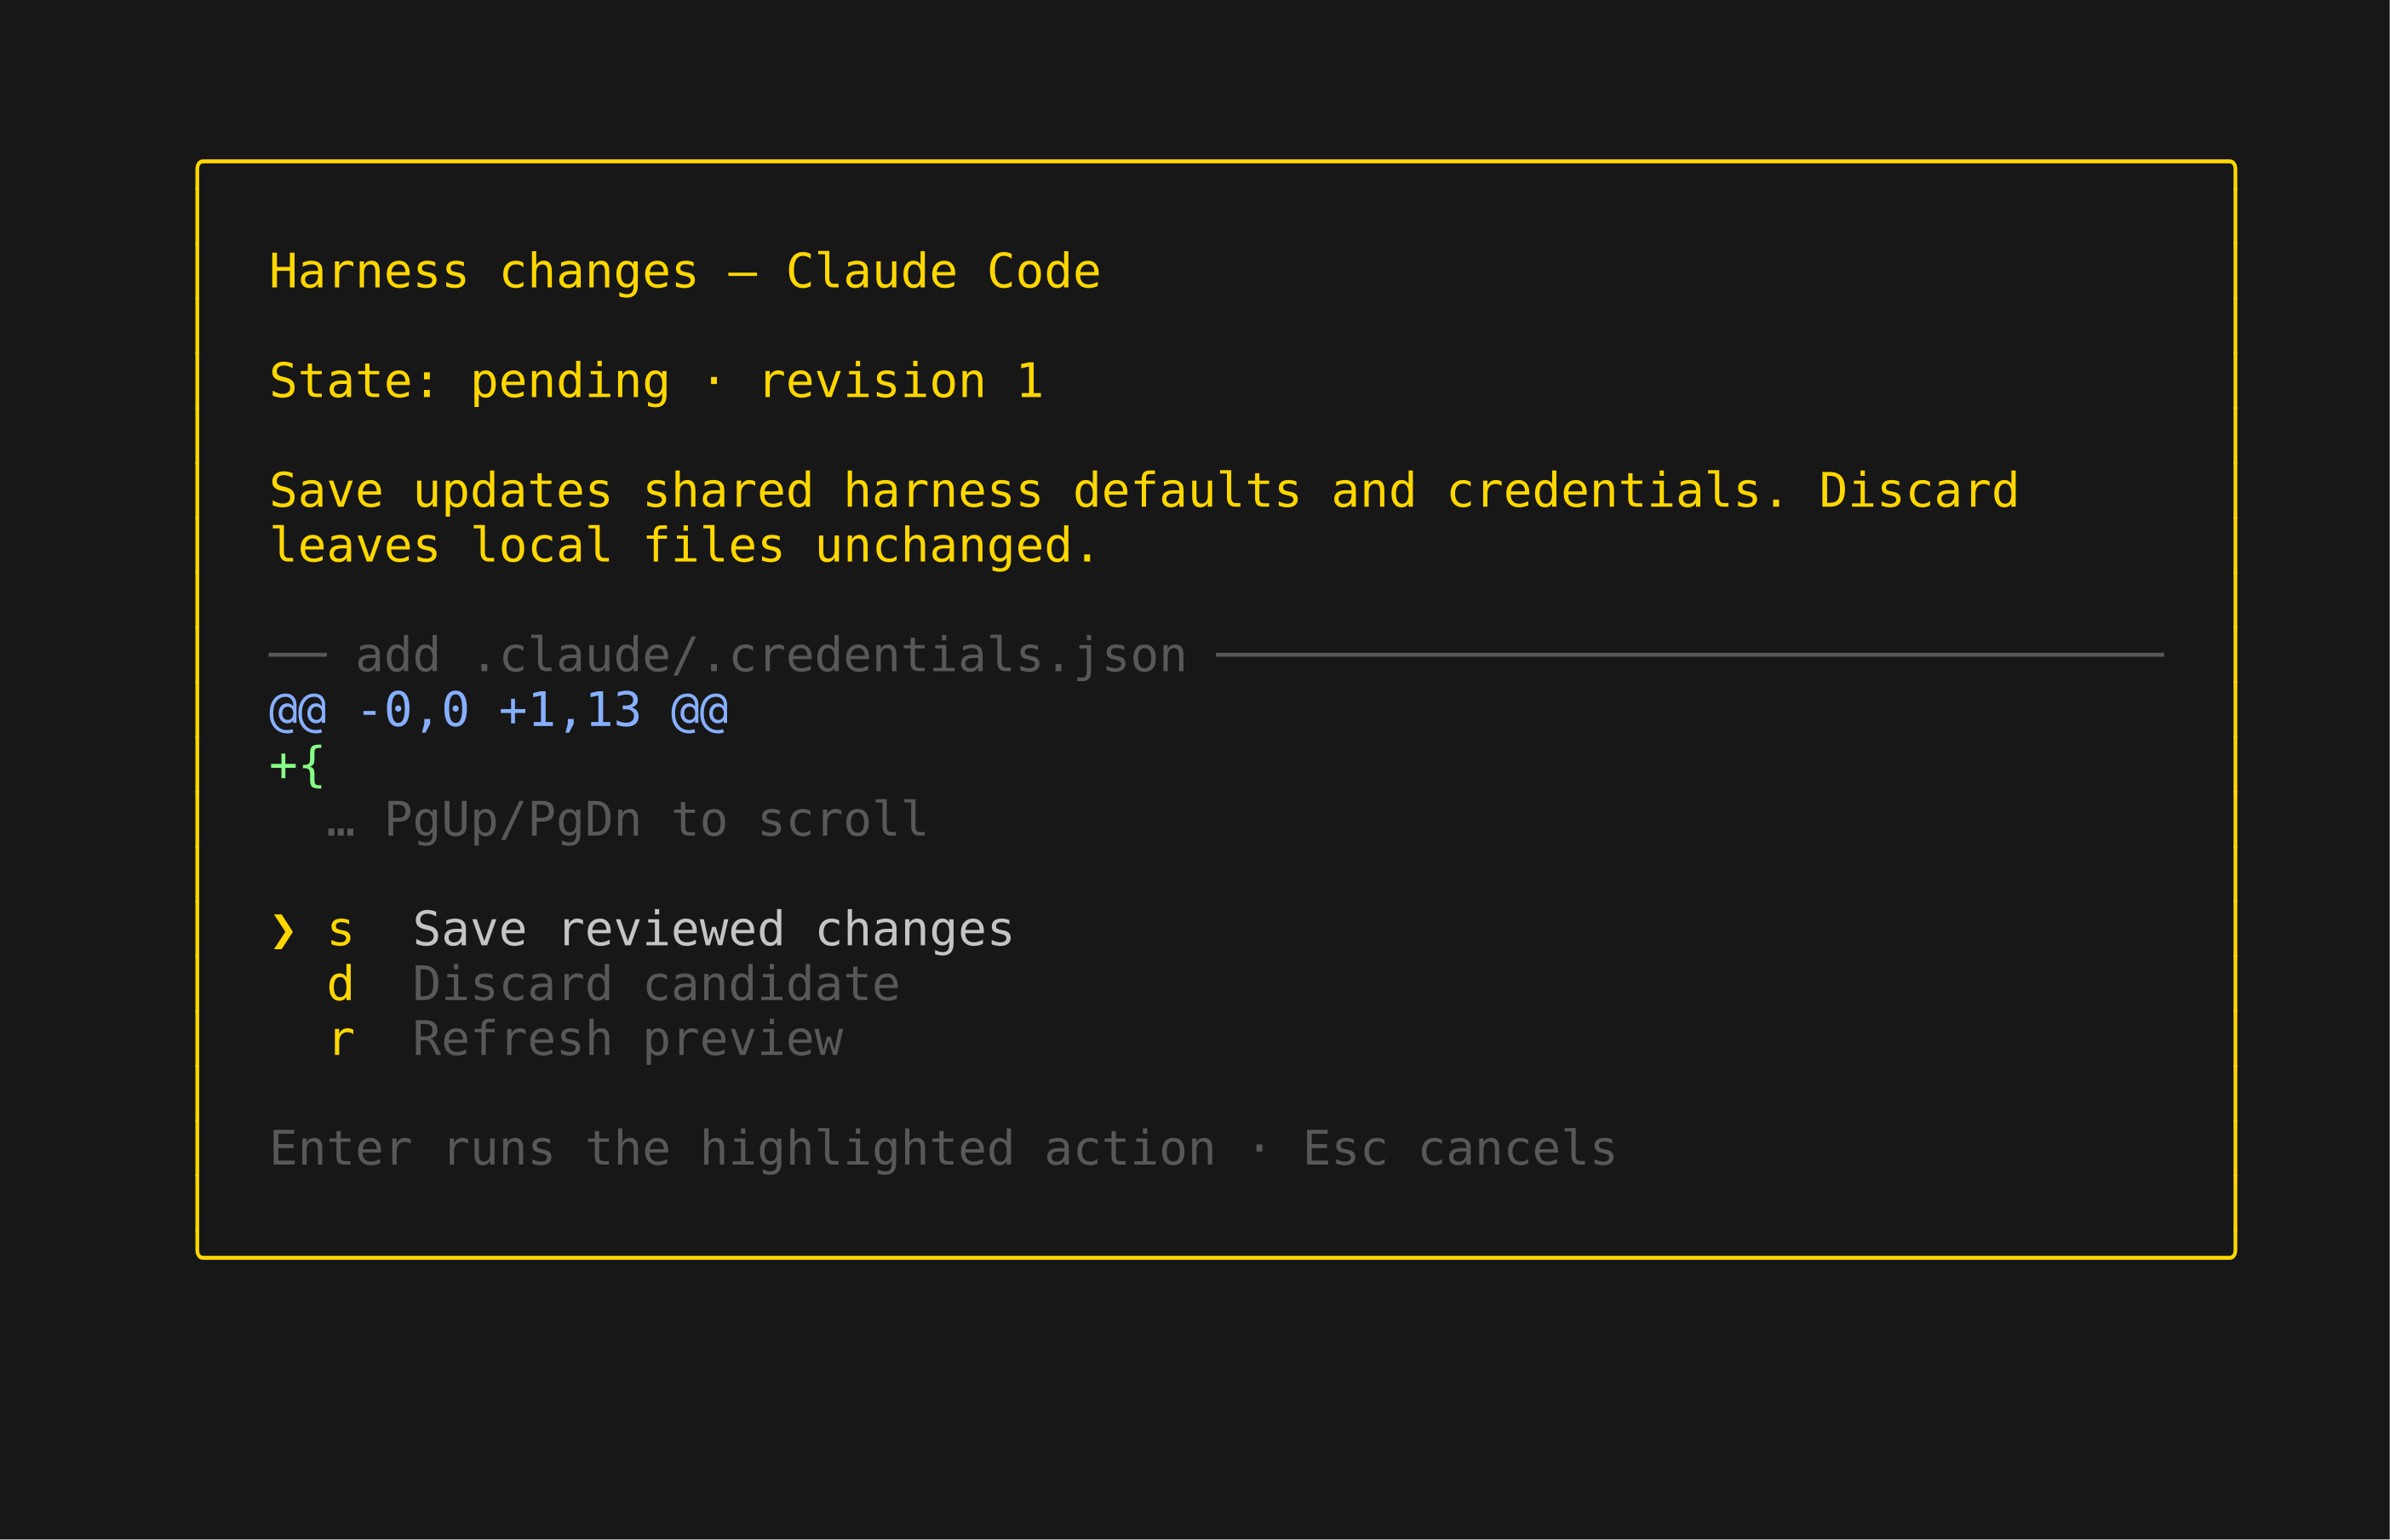 Harness changes — Claude Code
State: pending · revision 1
Save updates shared harness defaults and credentials. Discard
leaves local files unchanged.
── add .claude/.credentials.json ─────────────────────────────────
@@ -0,0 +1,13 @@
+{
… PgUp/PgDn to scroll
❯ s Save reviewed changes
d Discard candidate
r Refresh preview
Enter runs the highlighted action · Esc cancels